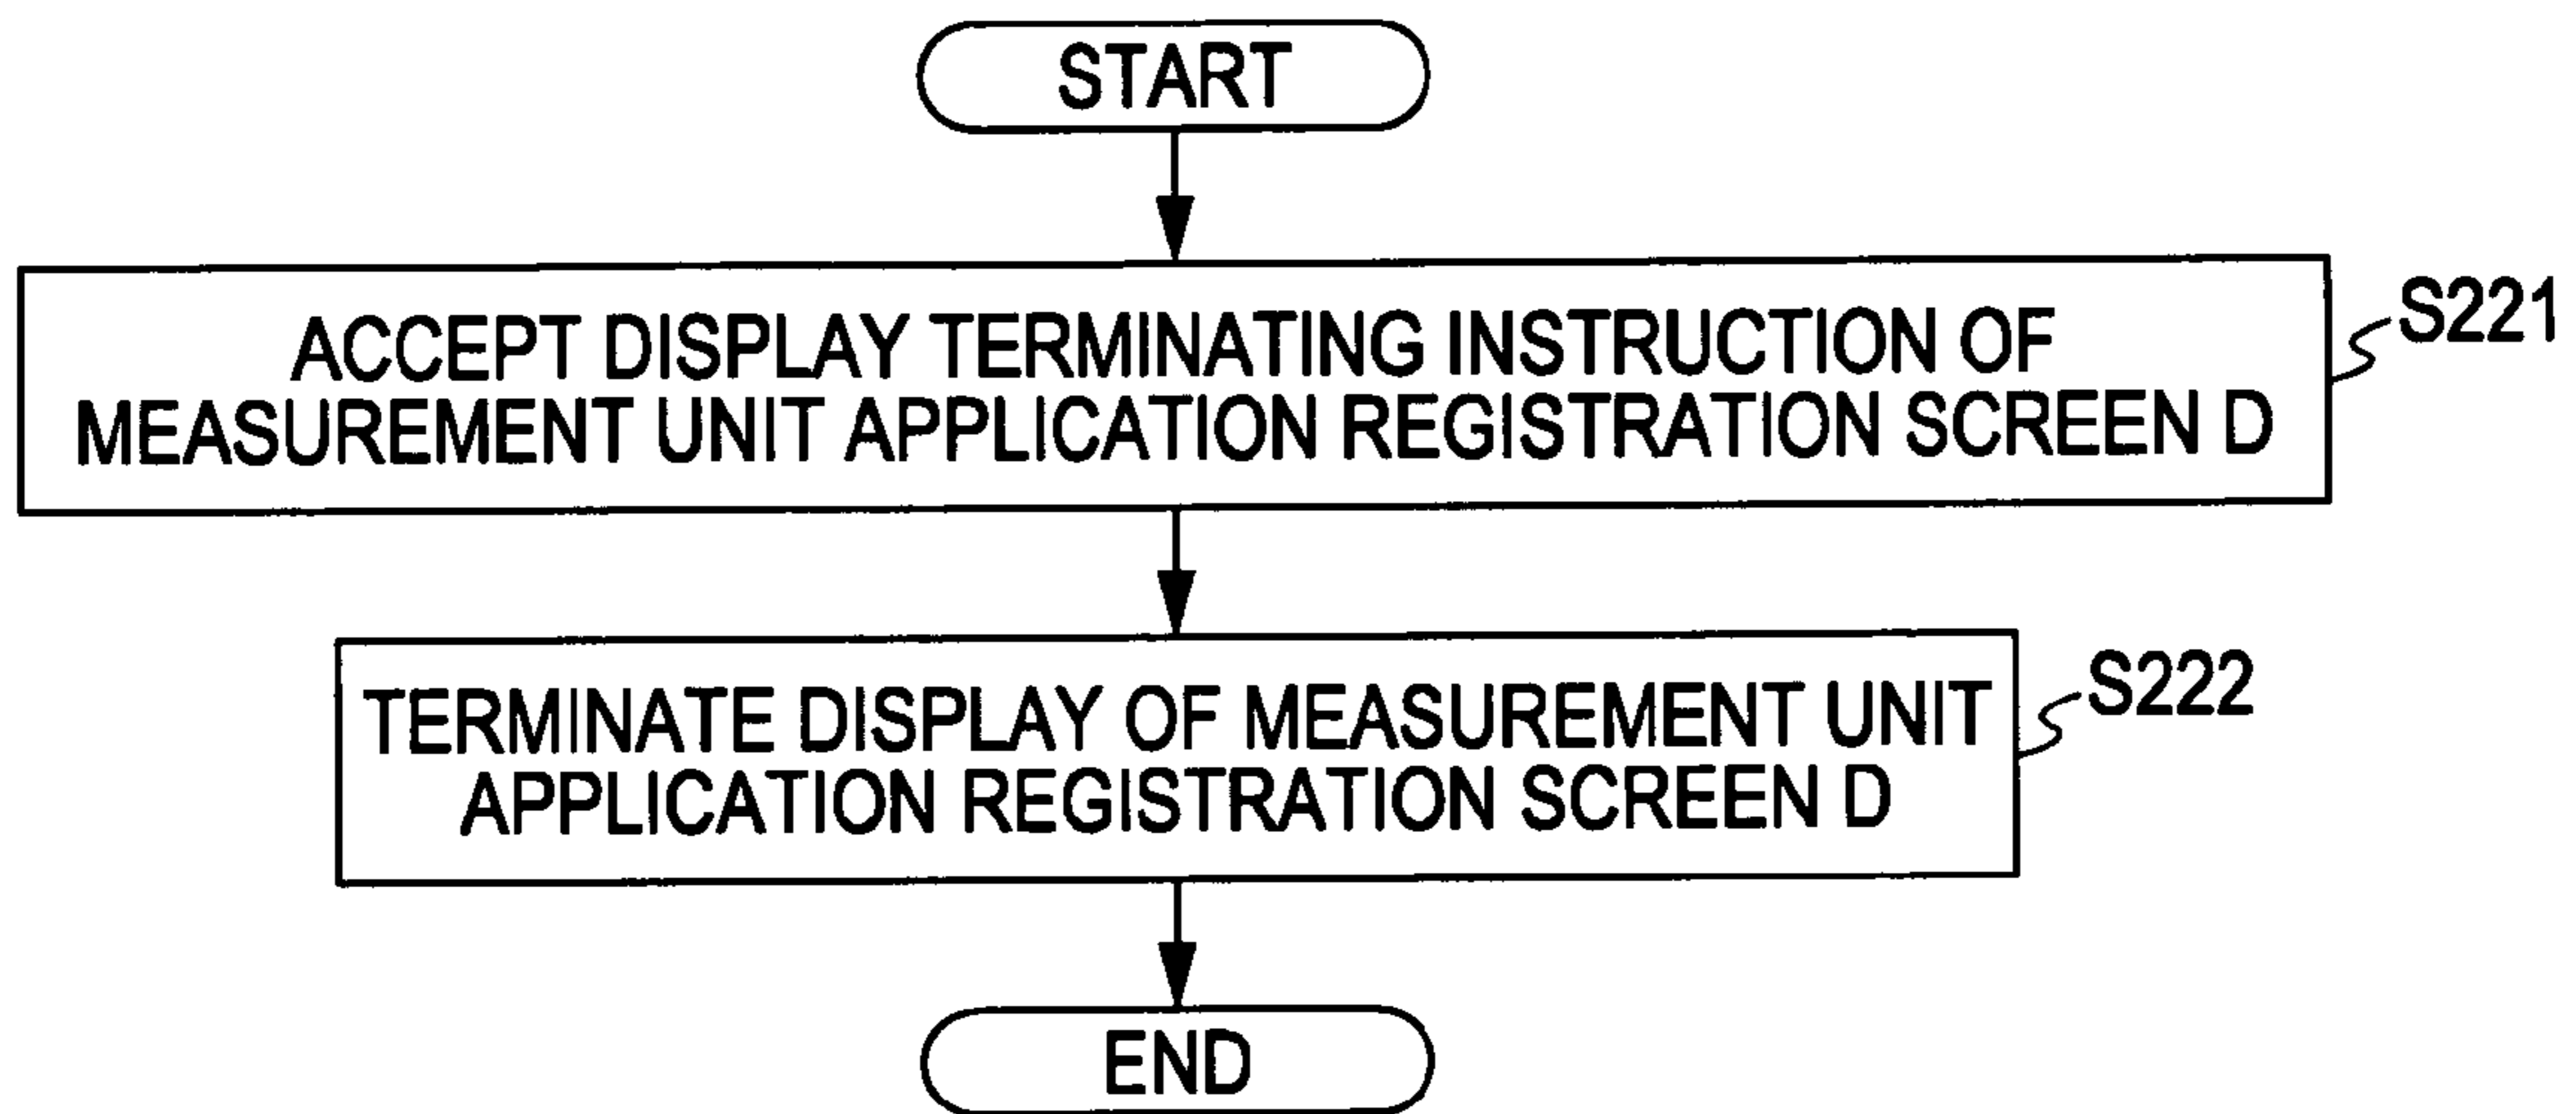 START
ACCEPT DISPLAY TERMINATING INSTRUCTION OF
MEASUREMENT UNIT APPLICATION REGISTRATION SCREEN D
S221
TERMINATE DISPLAY OF MEASUREMENT UNIT
APPLICATION REGISTRATION SCREEN D
S222
END